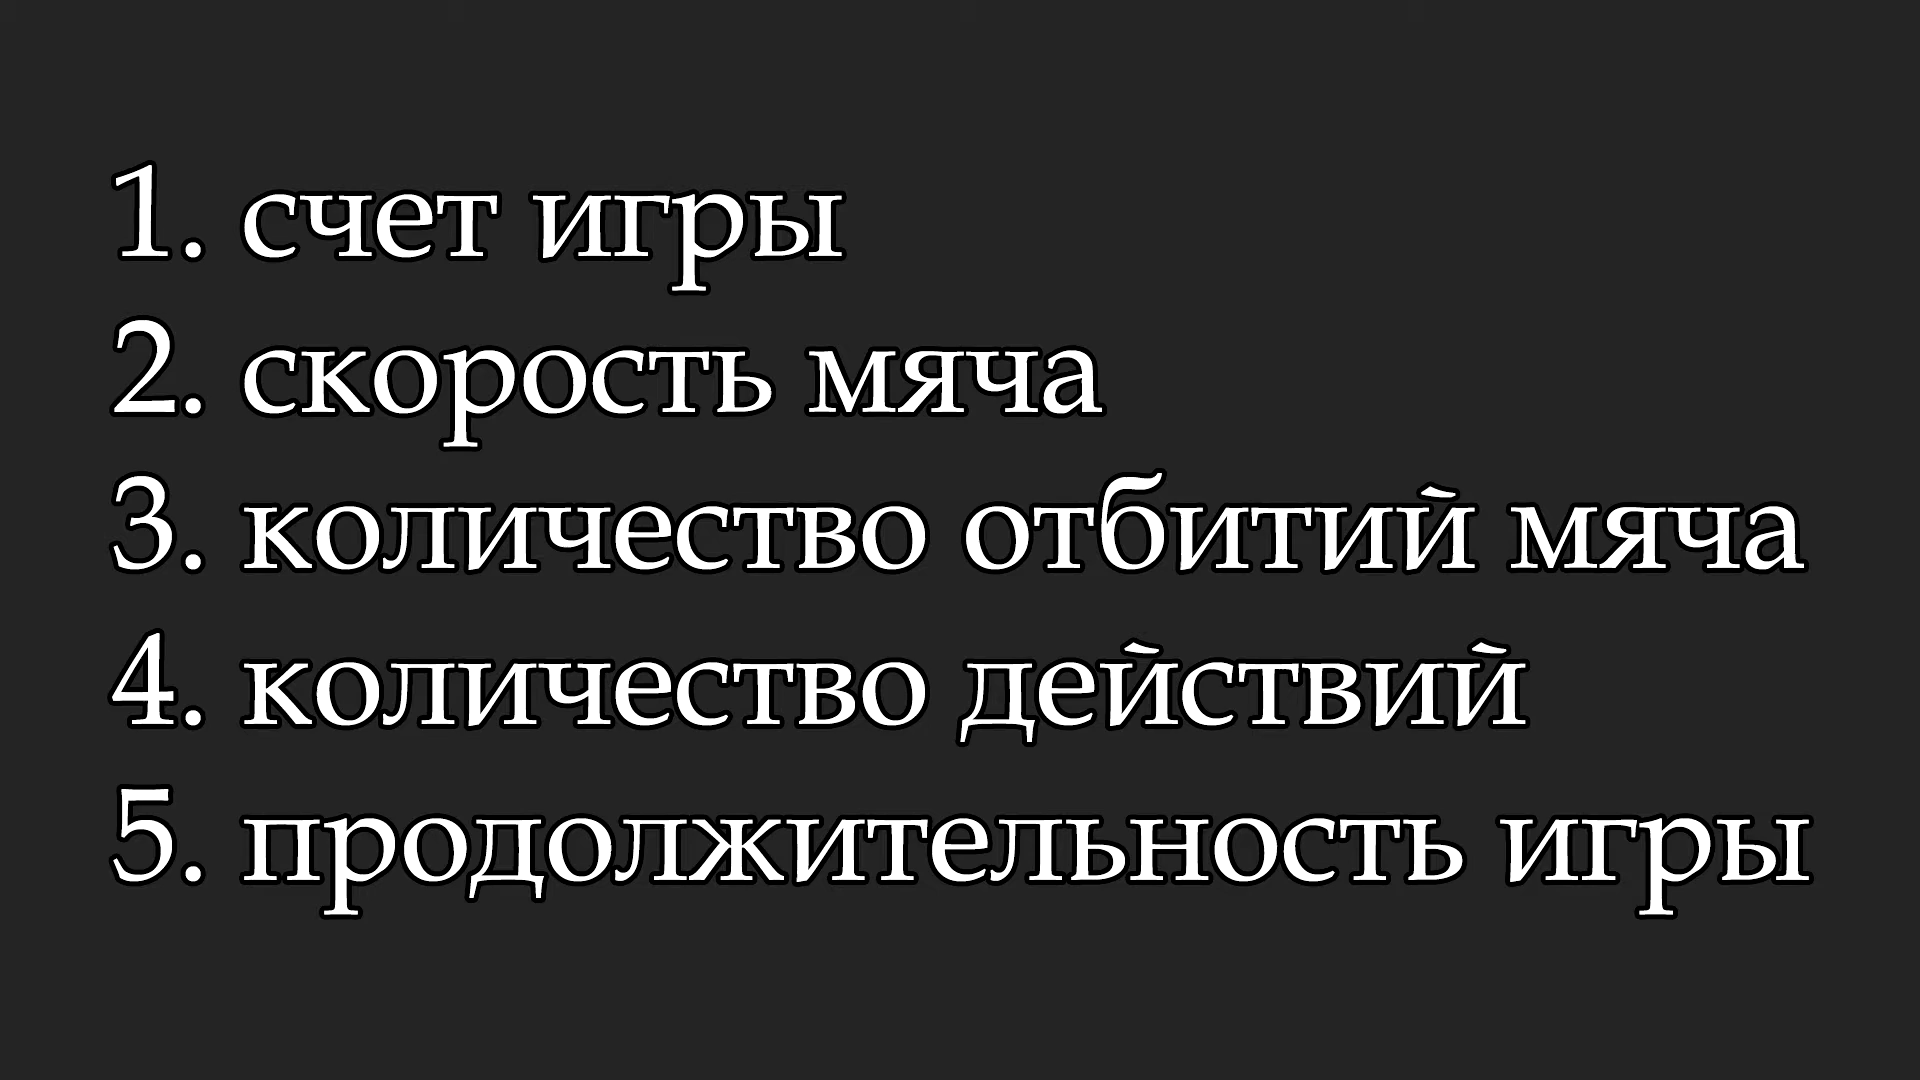 1. счет игры
2. скорость мяча
3. количество отбитий мяча
4. количество действий
5. продолжительность игры